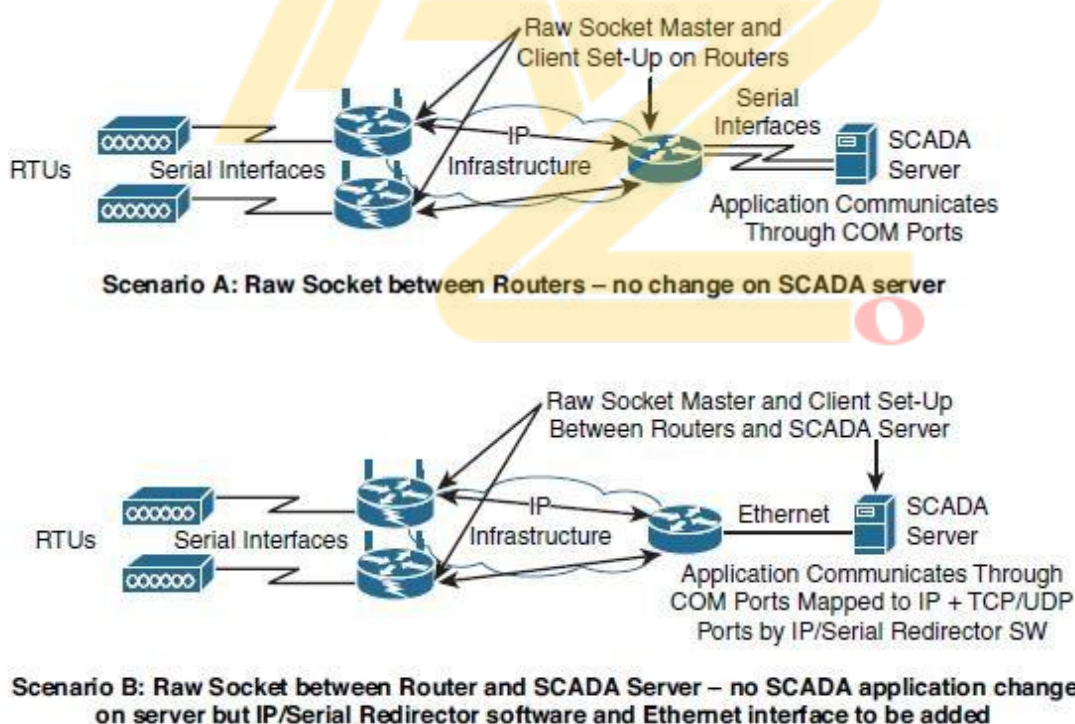 Raw Socket Master and
Client Set-Up on Routers
Serial
Interfaces
IP
Infrastructure
SCADA
Server
RTUs
Serial Interfaces
Application Communicates
Through COM Ports
Scenario A: Raw Socket between Routers – no change on SCADA server
Raw Socket Master and Client Set-Up
Between Routers and SCADA Server
IP
Infrastructure
Ethernet
SCADA
Server
RTUs
Serial Interfaces
Application Communicates Through
COM Ports Mapped to IP + TCP/UDP
Ports by IP/Serial Redirector SW
Scenario B: Raw Socket between Router and SCADA Server – no SCADA application change
on server but IP/Serial Redirector software and Ethernet interface to be added